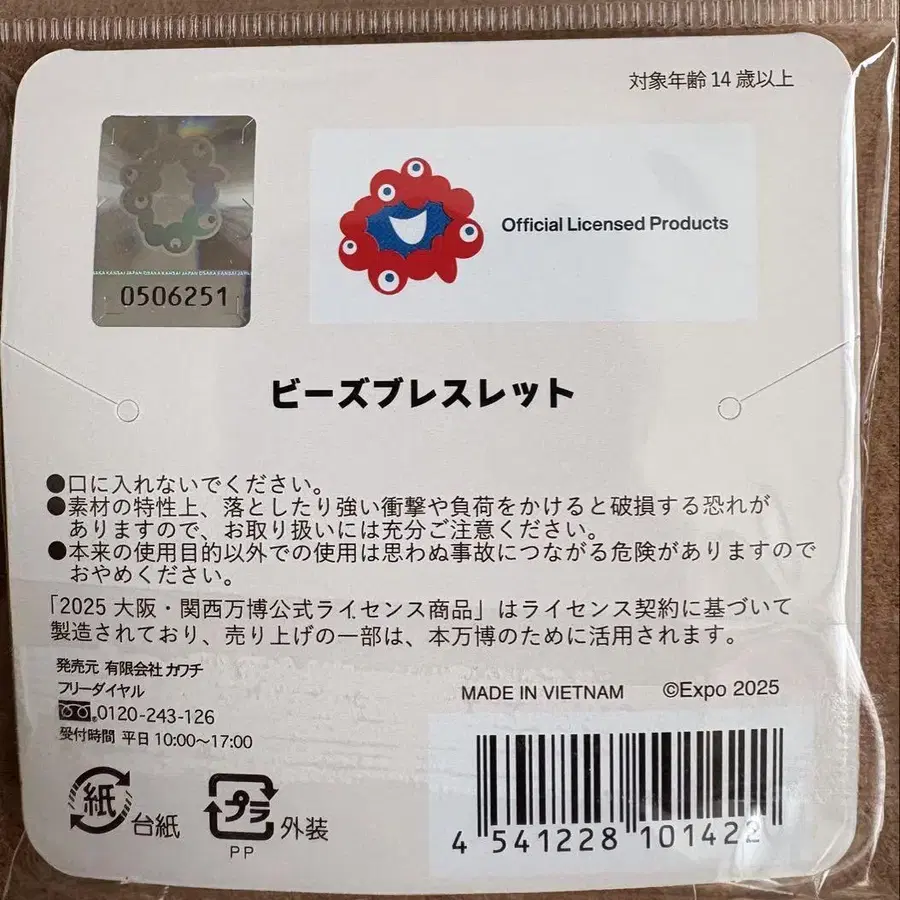 対象年齢 14 歳以上
OSAKA KANSAI JAPAN OSAKA KANSAI JAPAN OSAKA KANSAI
0506251
Official Licensed Products
ビーズブレスレット
●口に入れないでください。
●素材の特性上、落としたり強い衝撃や負荷をかけると破損する恐れが
ありますので、お取り扱いには充分ご注意ください。
●本来の使用目的以外での使用は思わぬ事故につながる危険がありますので
おやめください。
「2025 大阪・関西万博公式ライセンス商品」はライセンス契約に基づいて
製造されており、売り上げの一部は、本万博のために活用されます。
発売元 有限会社 カワチ
フリーダイヤル
0120-243-126
受付時間 平日 10:00〜17:00
MADE IN VIETNAM ©Expo 2025
紙 台紙
プラ 外装
PP
4 541228 101422